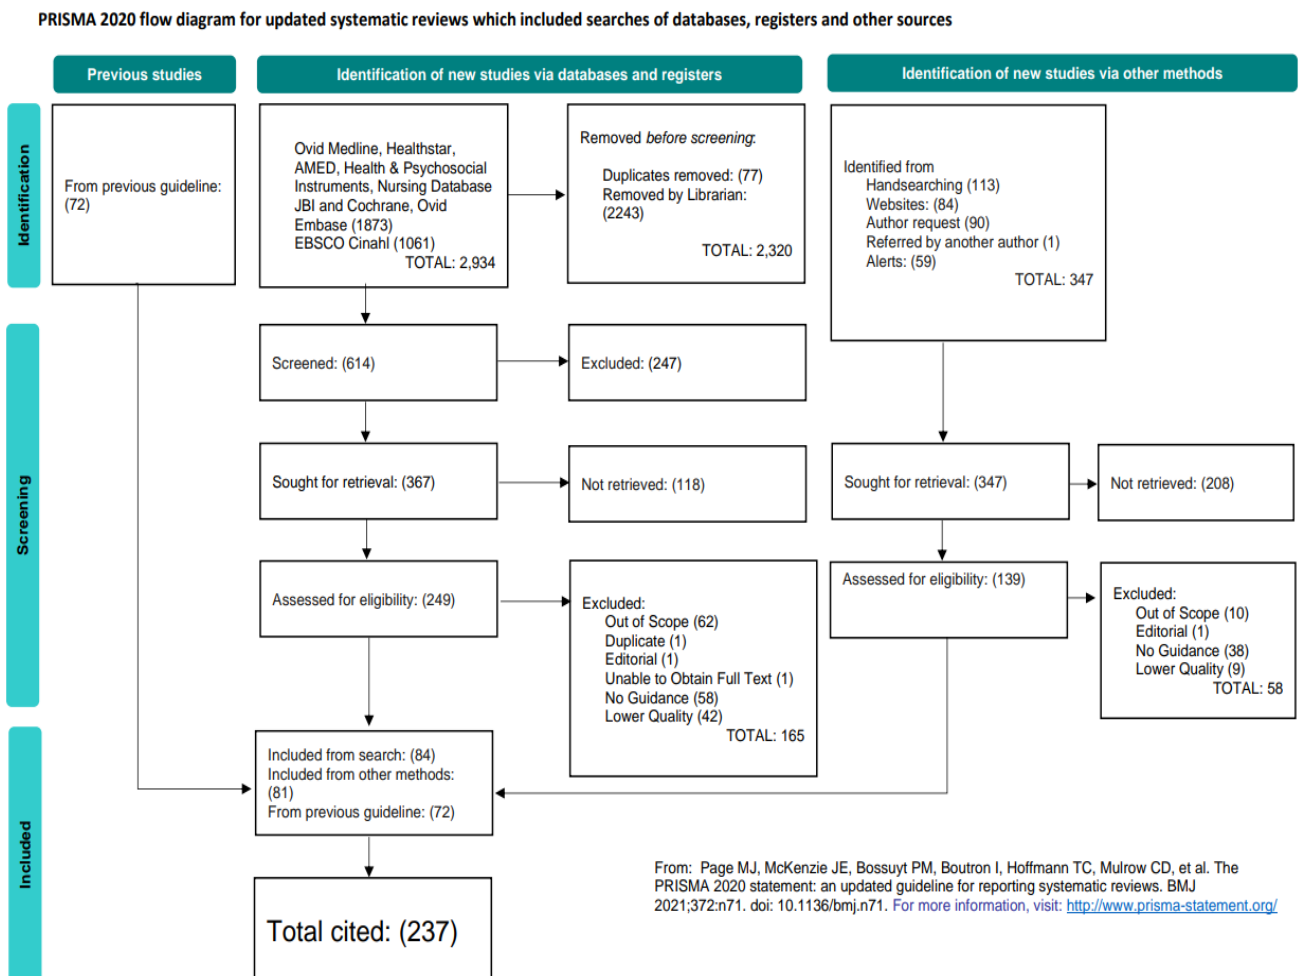 PRISMA 2020 flow diagram for updated systematic reviews which included searches of databases, registers and other sources
Previous studies
Identification of new studies via databases and registers
Identification of new studies via other methods
Identification
From previous guideline:
(72)
Ovid Medline, Healthstar,
AMED, Health & Psychosocial
Instruments, Nursing Database
JBI and Cochrane, Ovid
Embase (1873)
EBSCO Cinahl (1061)
TOTAL: 2,934
Removed before screening:
Duplicates removed: (77)
Removed by Librarian:
(2243)
TOTAL: 2,320
Identified from
Handsearching (113)
Websites: (84)
Author request (90)
Referred by another author (1)
Alerts: (59)
TOTAL: 347
Screening
Screened: (614)
Excluded: (247)
Sought for retrieval: (367)
Not retrieved: (118)
Sought for retrieval: (347)
Not retrieved: (208)
Assessed for eligibility: (249)
Excluded:
Out of Scope (62)
Duplicate (1)
Editorial (1)
Unable to Obtain Full Text (1)
No Guidance (58)
Lower Quality (42)
TOTAL: 165
Assessed for eligibility: (139)
Excluded:
Out of Scope (10)
Editorial (1)
No Guidance (38)
Lower Quality (9)
TOTAL: 58
Included
Included from search: (84)
Included from other methods:
(81)
From previous guideline: (72)
Total cited: (237)
From: Page MJ, McKenzie JE, Bossuyt PM, Boutron I, Hoffmann TC, Mulrow CD, et al. The
PRISMA 2020 statement: an updated guideline for reporting systematic reviews. BMJ
2021;372:n71. doi: 10.1136/bmj.n71. For more information, visit: http://www.prisma-statement.org/